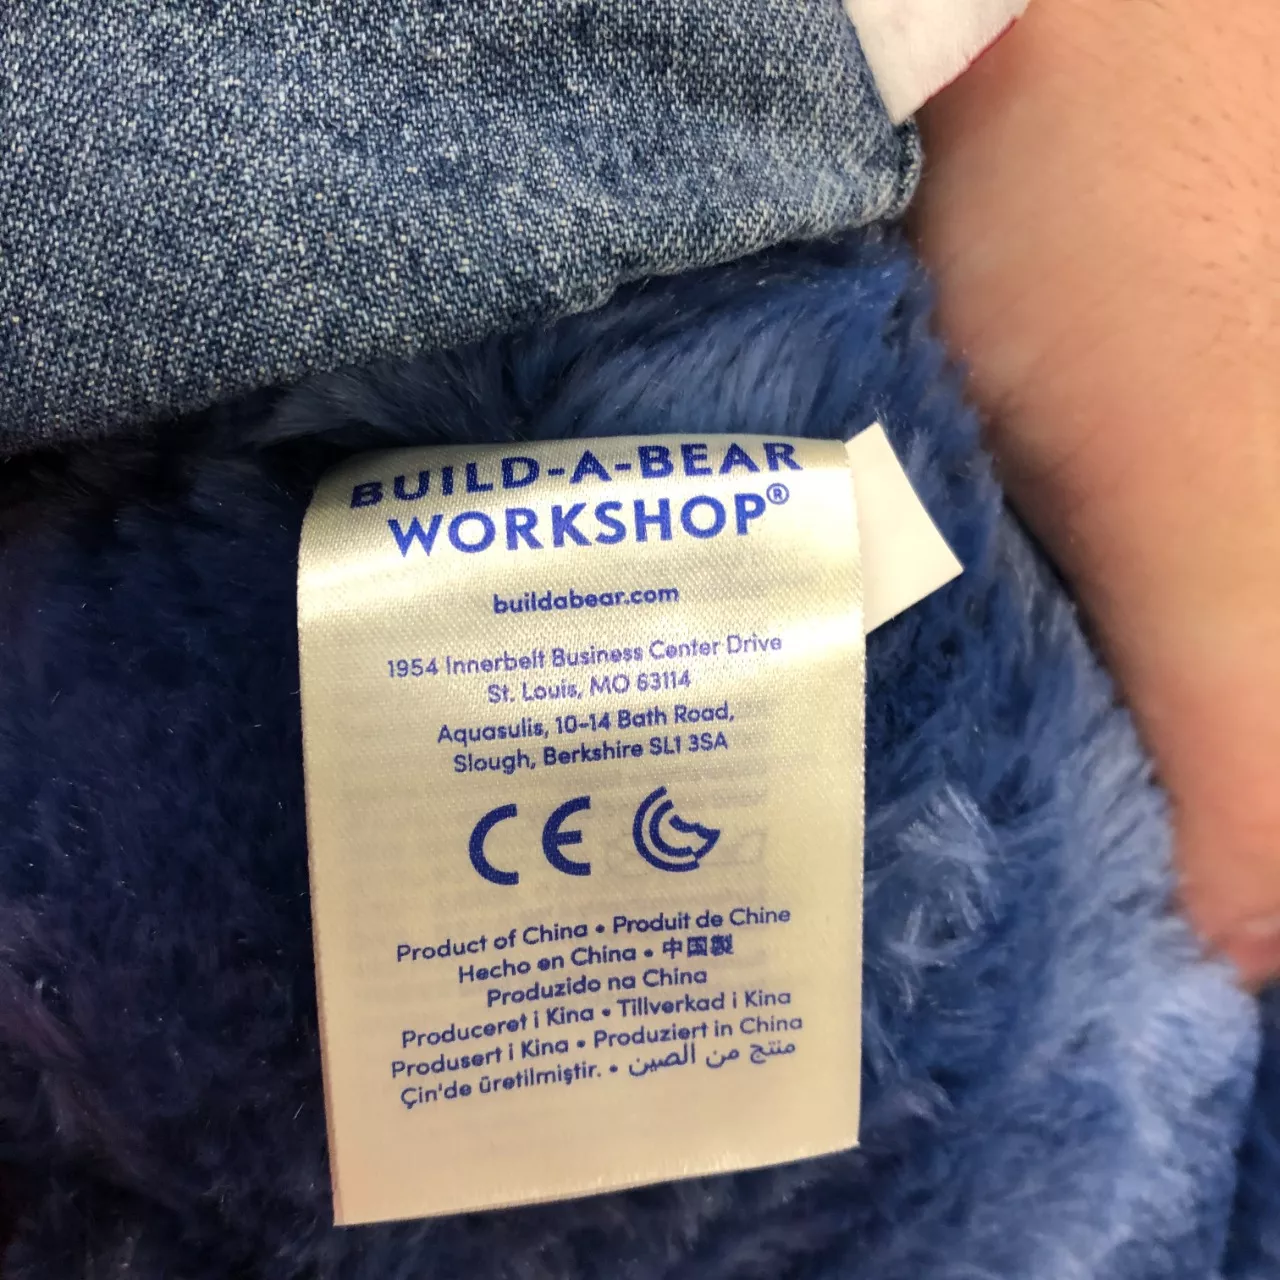 BUILD-A-BEAR
WORKSHOP®
buildabear.com
1954 Innerbelt Business Center Drive
St. Louis, MO 63114
Aquasulis, 10-14 Bath Road,
Slough, Berkshire SL1 3SA
CE
Product of China • Produit de Chine
Hecho en China • 中国製
Produzido na China
Produceret i Kina • Tillverkad i Kina
Produsert i Kina • Produziert in China
Çin'de üretilmiştir. • منتج من الصين